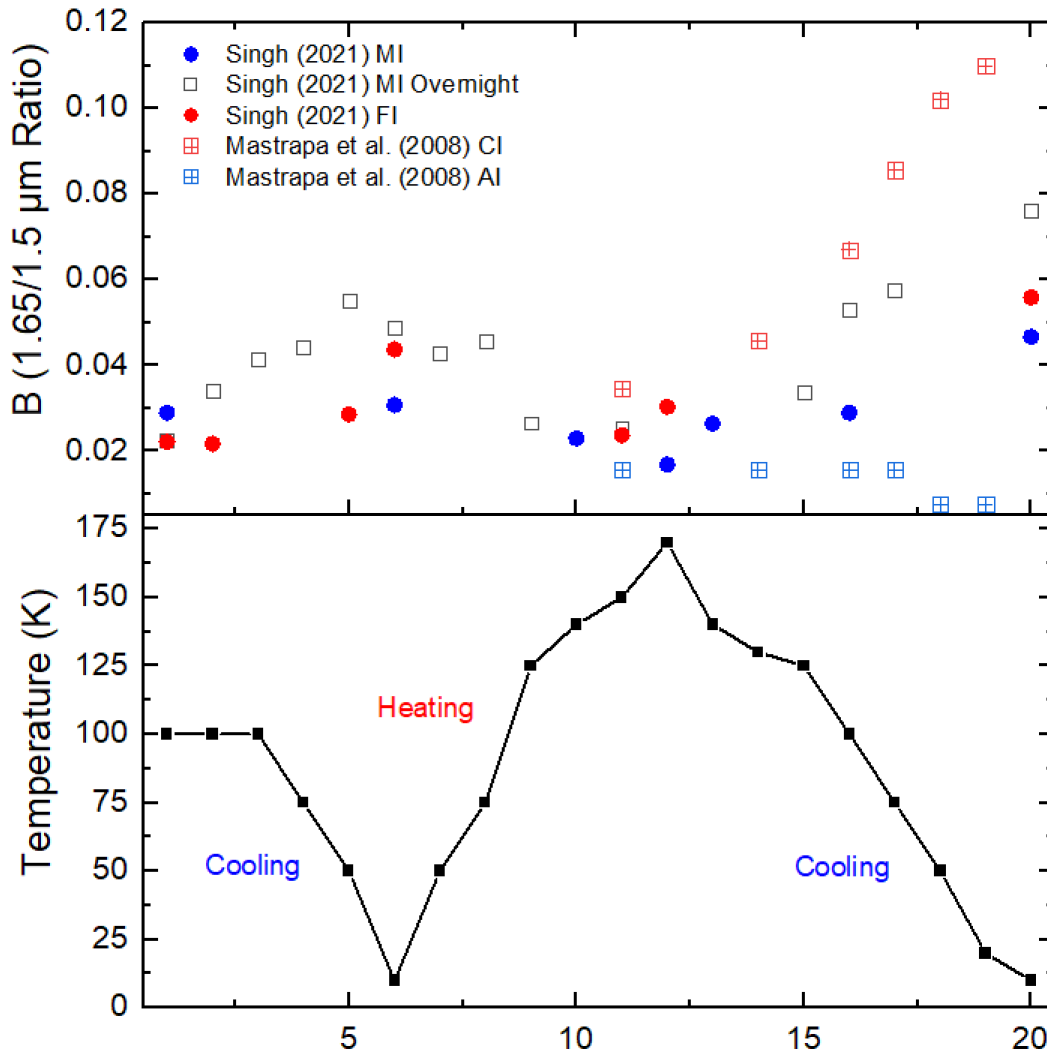 0.12
0.10
0.08
0.06
0.04
0.02
B (1.65/1.5 µm Ratio)
Singh (2021) MI
Singh (2021) MI Overnight
Singh (2021) FI
Mastrapa et al. (2008) CI
Mastrapa et al. (2008) AI
175
150
125
100
75
50
25
0
Temperature (K)
Heating
Cooling
Cooling
5
10
15
20